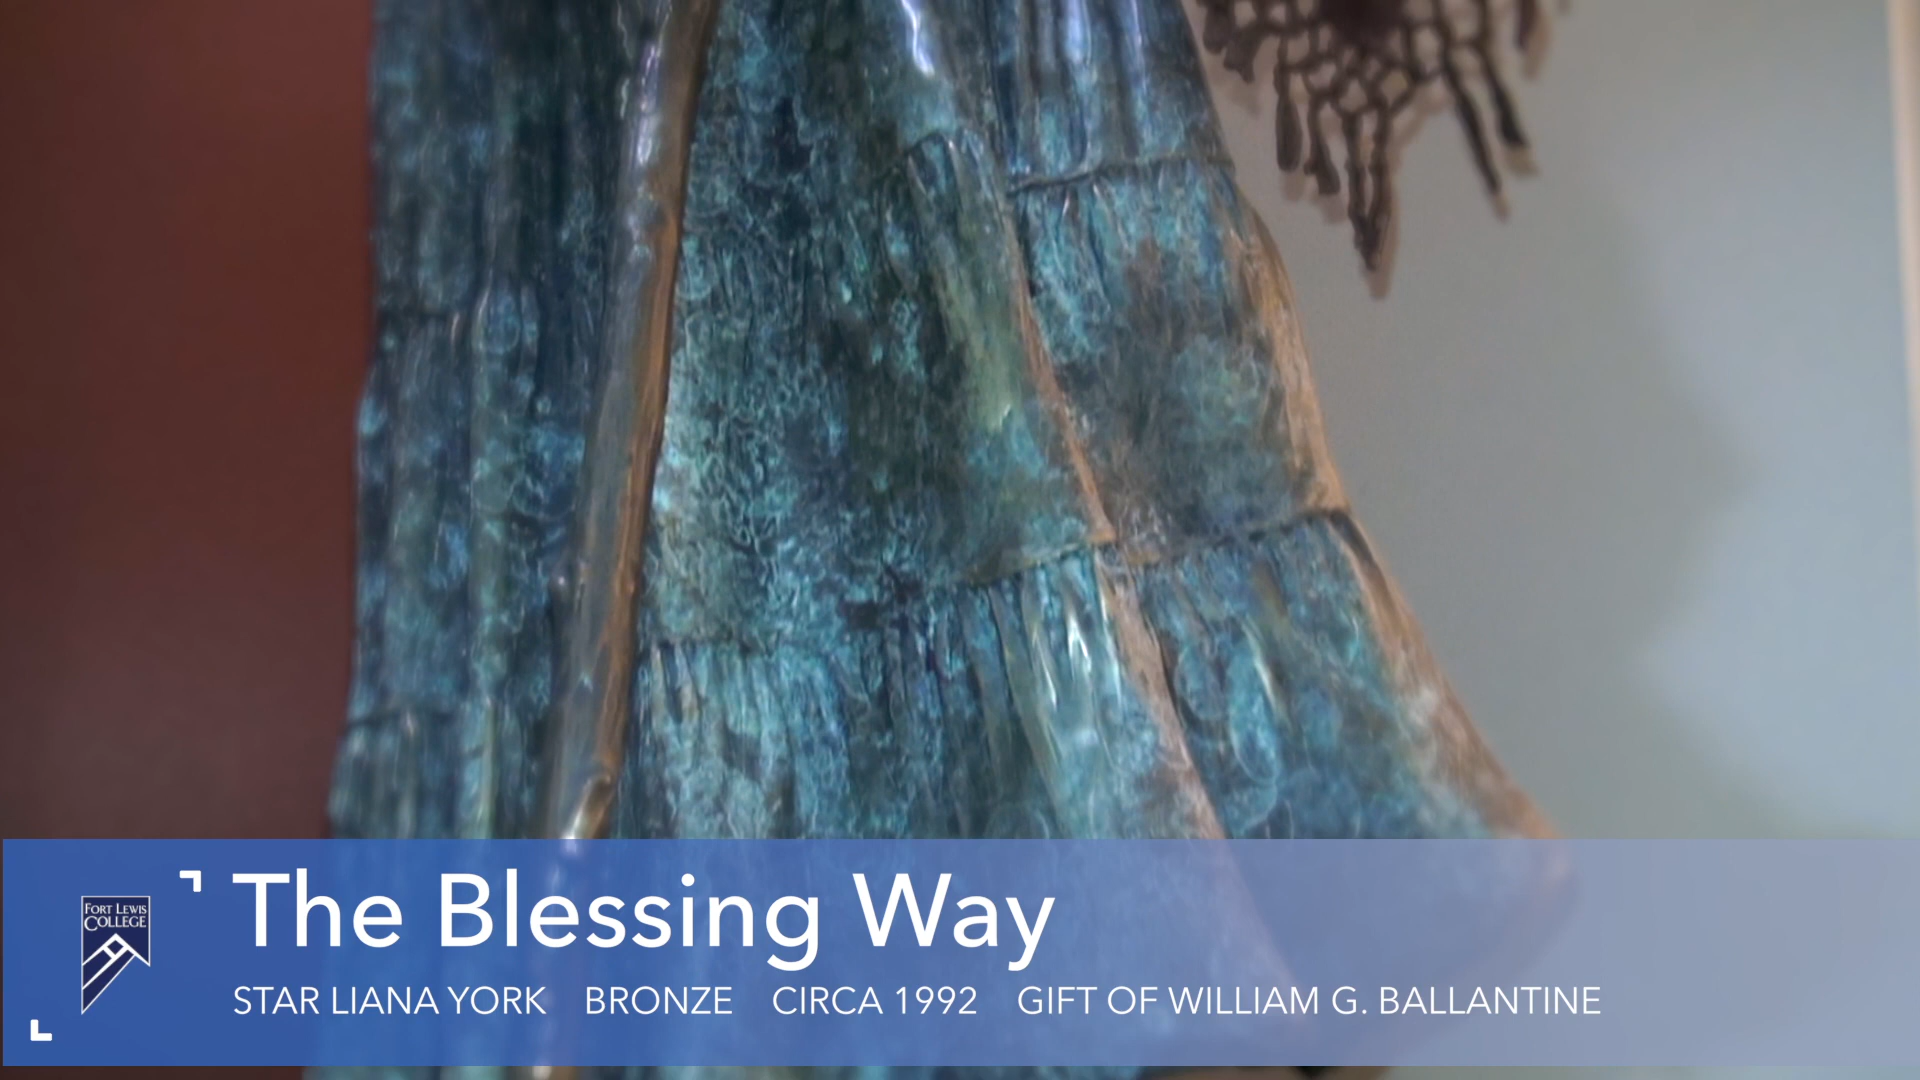 FORT LEWIS
COLLEGE
The Blessing Way
STAR LIANA YORK BRONZE CIRCA 1992 GIFT OF WILLIAM G. BALLANTINE